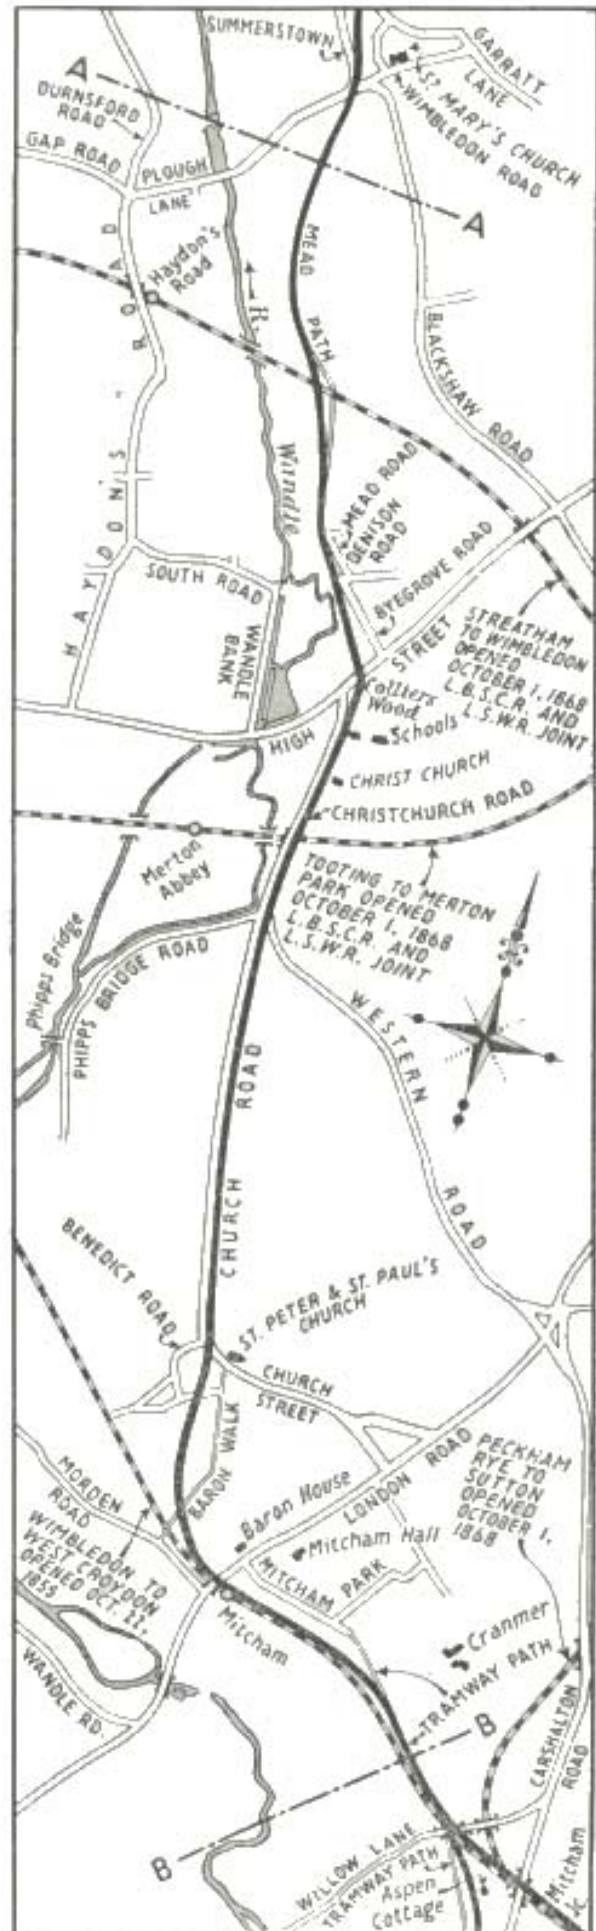 SUMMERSTOWN
GARRATT
LANE
ST MARY'S CHURCH
WIMBLEDON ROAD
A
DURNSFORD
ROAD
GAP ROAD
PLOUGH
LANE
A
MEAD
PATH
Haydon's
Road
HAYDON'S ROAD
R. Wandle
BLACKSHAW ROAD
MEAD ROAD
DENISON
ROAD
BYEGROVE ROAD
SOUTH ROAD
WANDLE
BANK
HIGH STREET
Colliers
Wood
STREATHAM
TO WIMBLEDON
OPENED
OCTOBER 1, 1868
L.B.S.C.R. AND
L.S.W.R. JOINT
Schools
CHRIST CHURCH
CHRISTCHURCH ROAD
Merton
Abbey
TOOTING TO MERTON
PARK OPENED
OCTOBER 1, 1868
L.B.S.C.R. AND
L.S.W.R. JOINT
Phipps Bridge
PHIPPS BRIDGE ROAD
WESTERN ROAD
CHURCH ROAD
BENEDICT ROAD
ST. PETER & ST. PAUL'S
CHURCH
CHURCH
STREET
BARON WALK
MORDEN
ROAD
WIMBLEDON TO
WEST CROYDON
OPENED OCT. 22,
1855
Baron House
LONDON ROAD
Mitcham Hall
MITCHAM PARK
PECKHAM
RYE TO
SUTTON
OPENED
OCTOBER 1,
1868
Mitcham
WANDLE RD.
Cranmer
TRAMWAY PATH
B
CARSHALTON
ROAD
B
WILLOW LANE
TRAMWAY PATH
Aspen
Cottage
Mitcham
Jc.